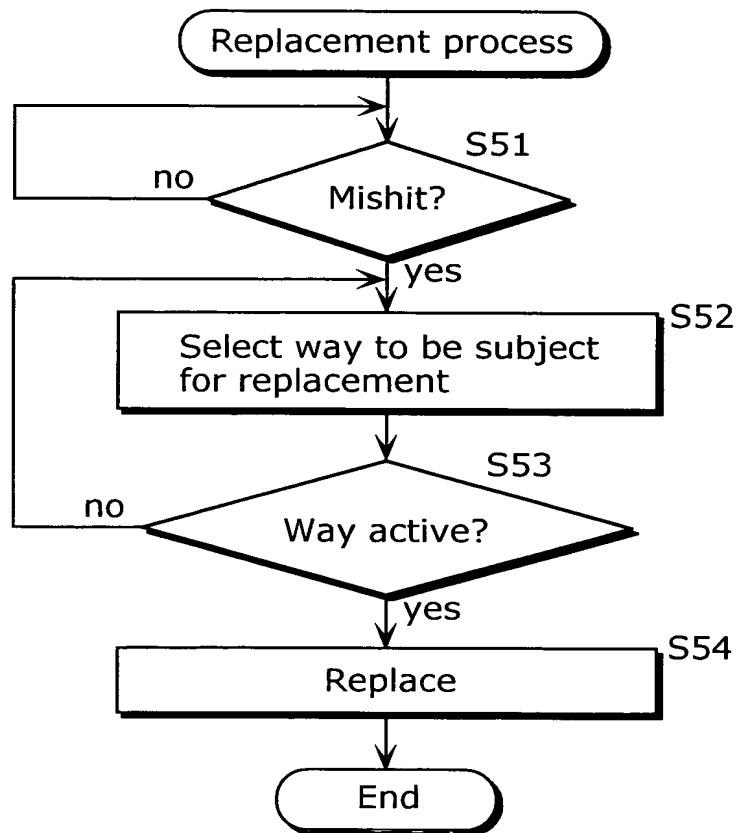 Replacement process
S51
no
Mishit?
yes
S52
Select way to be subject
for replacement
S53
no
Way active?
yes
S54
Replace
End